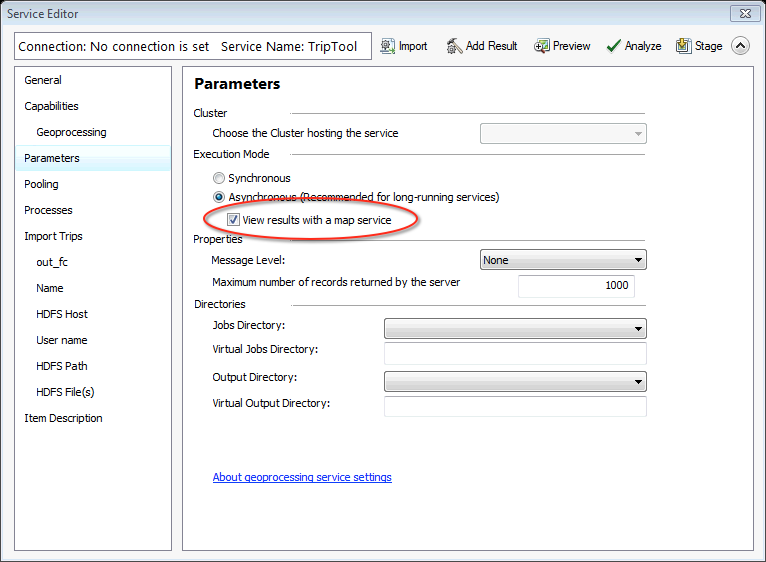 Service Editor
Connection: No connection is set Service Name: TripTool Import Add Result Preview Analyze Stage
General
Capabilities
Geoprocessing
Parameters
Pooling
Processes
Import Trips
out_fc
Name
HDFS Host
User name
HDFS Path
HDFS File(s)
Item Description
Parameters
Cluster
Choose the Cluster hosting the service
Execution Mode
Synchronous
Asynchronous (Recommended for long-running services)
View results with a map service
Properties
Message Level: None
Maximum number of records returned by the server 1000
Directories
Jobs Directory:
Virtual Jobs Directory:
Output Directory:
Virtual Output Directory:
About geoprocessing service settings